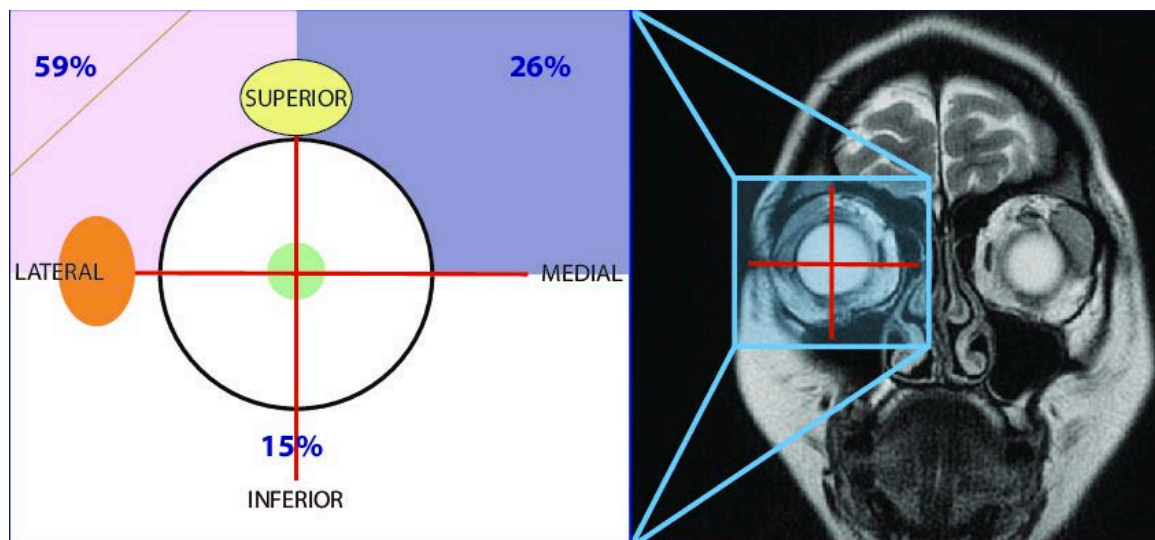 59%
26%
SUPERIOR
LATERAL
MEDIAL
15%
INFERIOR